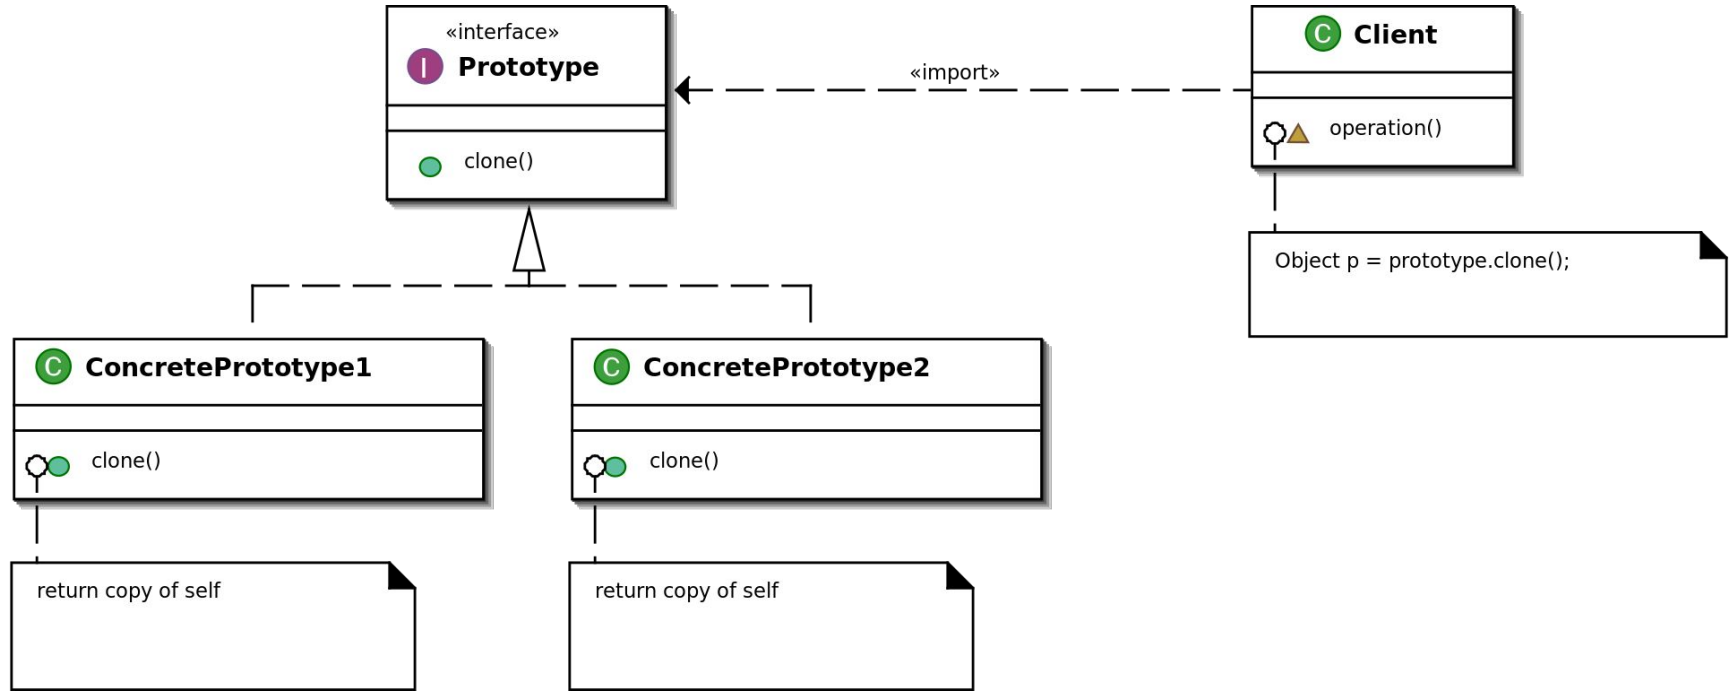 «interface»
I Prototype
clone()
«import»
C Client
operation()
Object p = prototype.clone();
C ConcretePrototype1
clone()
return copy of self
C ConcretePrototype2
clone()
return copy of self